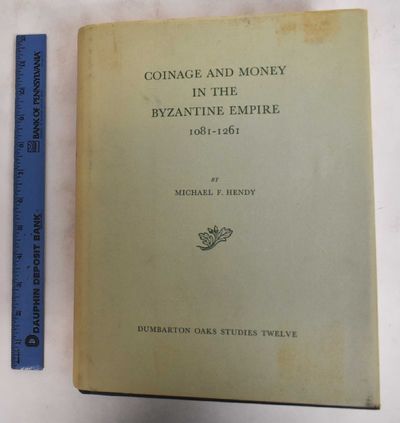 COINAGE AND MONEY
IN THE
BYZANTINE EMPIRE
1081-1261
BY
MICHAEL F. HENDY
DUMBARTON OAKS STUDIES TWELVE
DAUPHIN DEPOSIT BANK
BANK OF PENNSYLVANIA